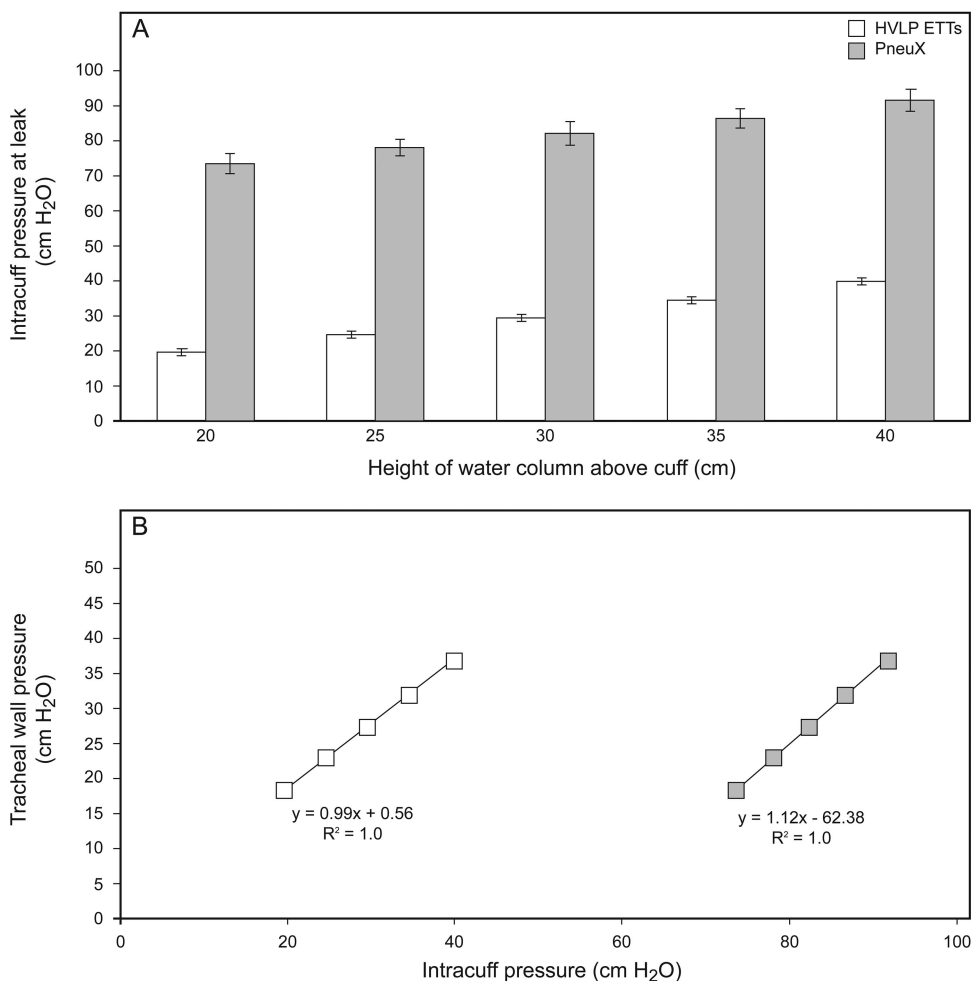 A
HVLP ETTs
PneuX
Intracuff pressure at leak
(cm H₂O)
100
90
80
70
60
50
40
30
20
10
0
20 25 30 35 40
Height of water column above cuff (cm)
B
Tracheal wall pressure
(cm H₂O)
50
45
40
35
30
25
20
15
10
5
0
y = 0.99x + 0.56
R² = 1.0
y = 1.12x - 62.38
R² = 1.0
0 20 40 60 80 100
Intracuff pressure (cm H₂O)